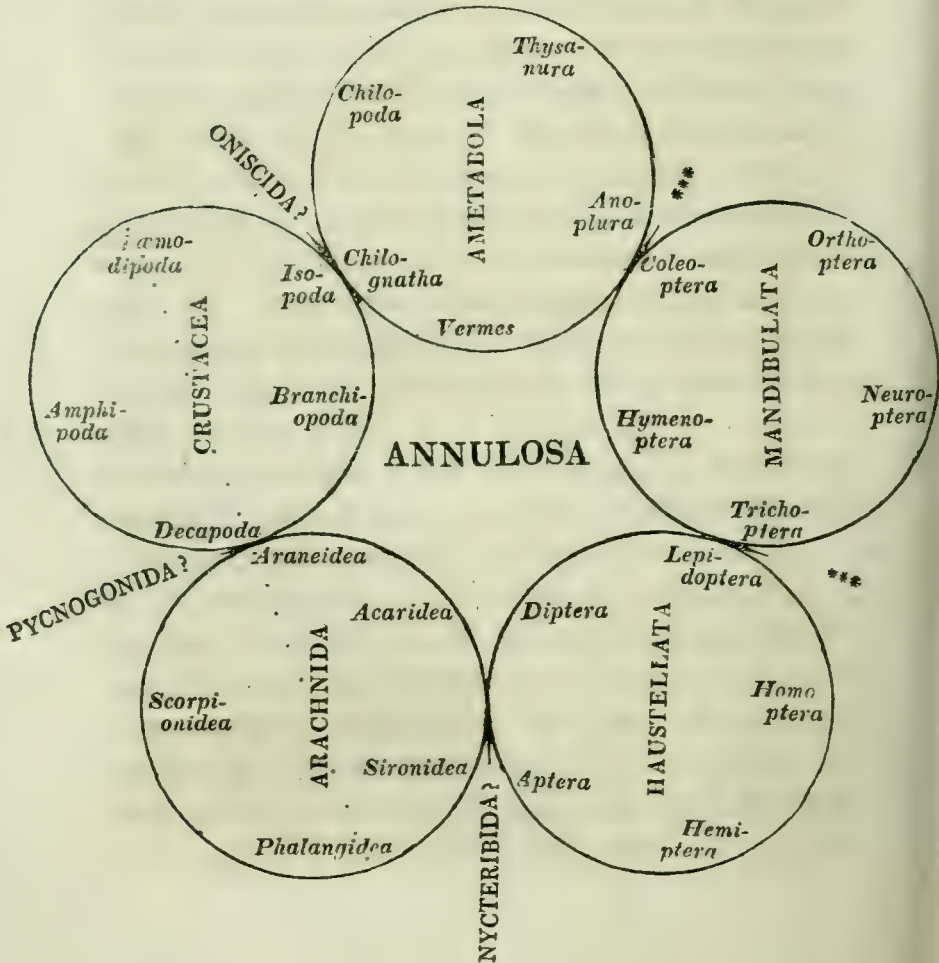 Thysa-
nura
Chilo-
poda
AMETABOLA
Ano-
plura
Chilo-
gnatha
Vermes
ONISCIDA?
***
æmo-
dipoda
Iso-
poda
CRUSTACEA
Amphi-
poda
Branchi-
opoda
Decapoda
Ortho-
ptera
Coleo-
ptera
MANDIBULATA
Neuro-
ptera
Hymeno-
ptera
Tricho-
ptera
ANNULOSA
PYCNOGONIDA?
Araneidea
Acaridea
ARACHNIDA
Scorpi-
onidea
Sironidea
Phalangidea
***
Lepi-
doptera
Diptera
HAUSTELLATA
Homo
ptera
Aptera
Hemi-
ptera
NYCTERIBIDA?